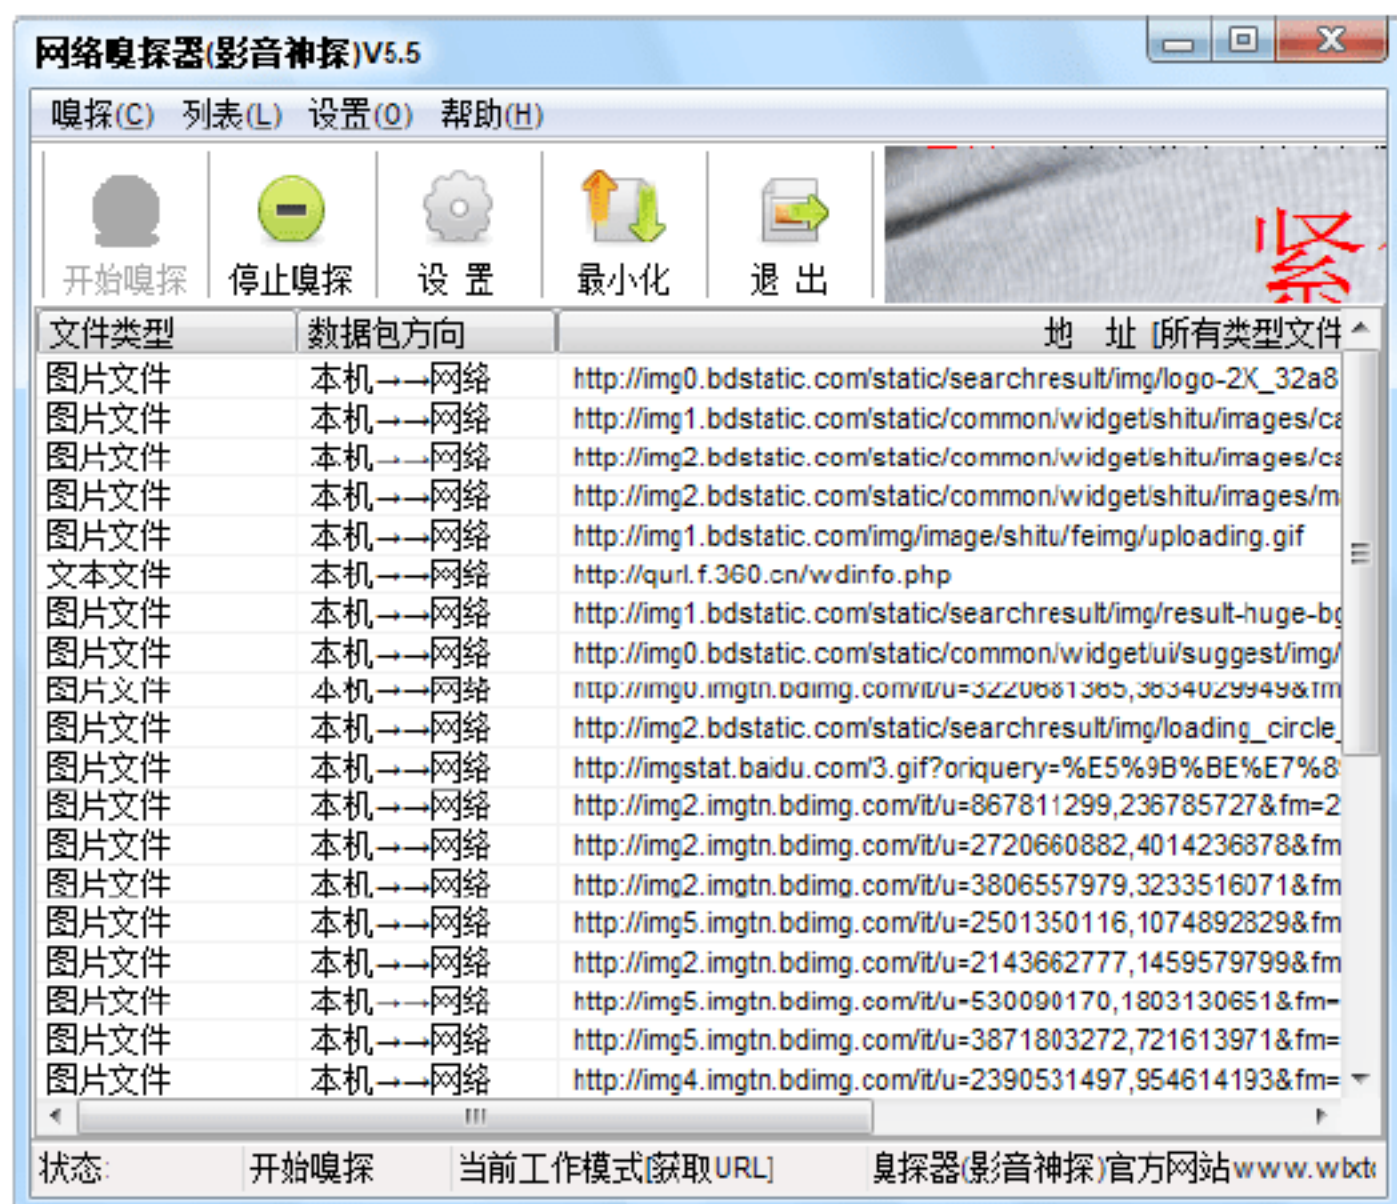 网络嗅探器(影音神探)V5.5
嗅探(C) 列表(L) 设置(O) 帮助(H)
开始嗅探 停止嗅探 设 置 最小化 退 出 紧
文件类型 数据包方向 地 址 [所有类型文件
图片文件 本机→→网络 http://img0.bdstatic.com/static/searchresult/img/logo-2X_32a8
图片文件 本机→→网络 http://img1.bdstatic.com/static/common/widget/shitu/images/ca
图片文件 本机→→网络 http://img2.bdstatic.com/static/common/widget/shitu/images/ca
图片文件 本机→→网络 http://img2.bdstatic.com/static/common/widget/shitu/images/m
图片文件 本机→→网络 http://img1.bdstatic.com/img/image/shitu/feimg/uploading.gif
文本文件 本机→→网络 http://qurl.f.360.cn/wdinfo.php
图片文件 本机→→网络 http://img1.bdstatic.com/static/searchresult/img/result-huge-bg
图片文件 本机→→网络 http://img0.bdstatic.com/static/common/widget/ui/suggest/img/
图片文件 本机→→网络 http://img0.imgtn.bdimg.com/it/u=3220681365,3634029949&fm
图片文件 本机→→网络 http://img2.bdstatic.com/static/searchresult/img/loading_circle_
图片文件 本机→→网络 http://imgstat.baidu.com/3.gif?oriquery=%E5%9B%BE%E7%8
图片文件 本机→→网络 http://img2.imgtn.bdimg.com/it/u=867811299,236785727&fm=2
图片文件 本机→→网络 http://img2.imgtn.bdimg.com/it/u=2720660882,4014236878&fm
图片文件 本机→→网络 http://img2.imgtn.bdimg.com/it/u=3806557979,3233516071&fm
图片文件 本机→→网络 http://img5.imgtn.bdimg.com/it/u=2501350116,1074892829&fm
图片文件 本机→→网络 http://img2.imgtn.bdimg.com/it/u=2143662777,1459579799&fm
图片文件 本机→→网络 http://img5.imgtn.bdimg.com/it/u=530090170,1803130651&fm=
图片文件 本机→→网络 http://img5.imgtn.bdimg.com/it/u=3871803272,721613971&fm=
图片文件 本机→→网络 http://img4.imgtn.bdimg.com/it/u=2390531497,954614193&fm=
状态: 开始嗅探 当前工作模式[获取URL] 臭探器(影音神探)官方网站www.wlxt